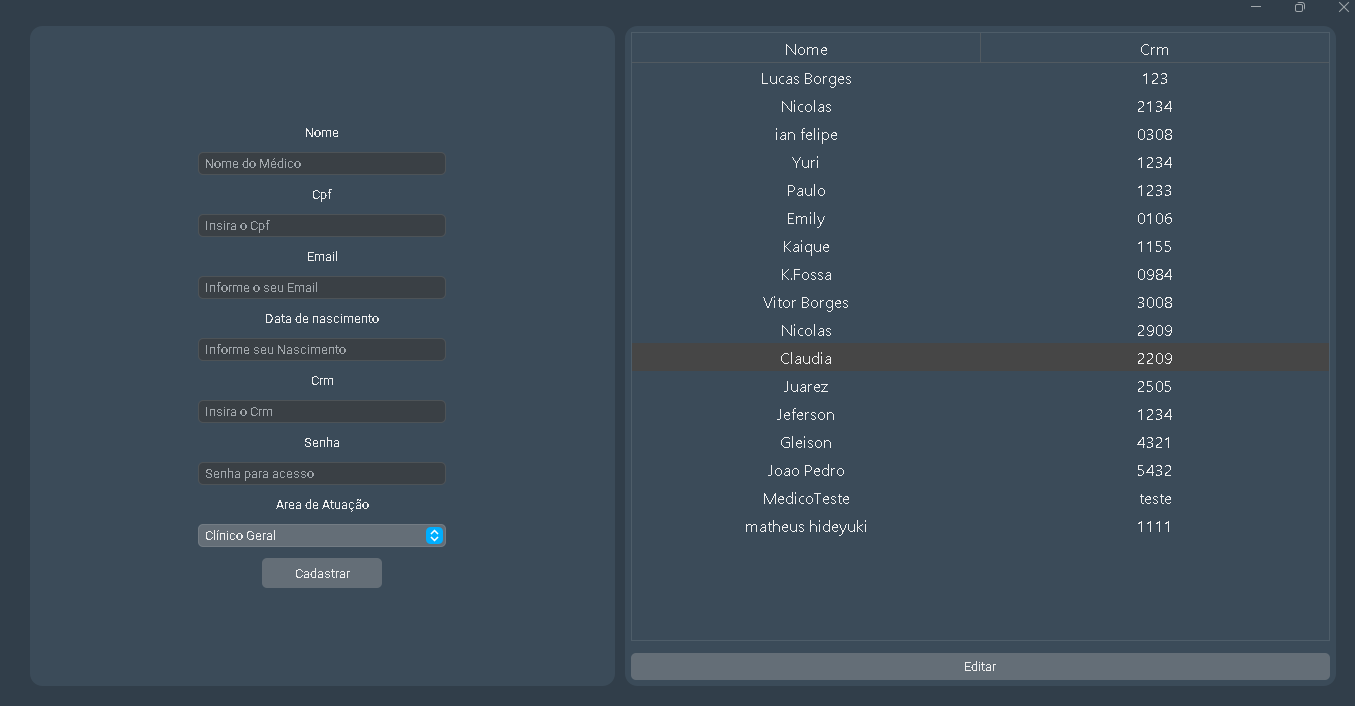 Nome
Nome do Médico
Cpf
Insira o Cpf
Email
Informe o seu Email
Data de nascimento
Informe seu Nascimento
Crm
Insira o Crm
Senha
Senha para acesso
Area de Atuação
Clínico Geral
Cadastrar
Nome Crm
Lucas Borges 123
Nicolas 2134
ian felipe 0308
Yuri 1234
Paulo 1233
Emily 0106
Kaique 1155
K.Fossa 0984
Vitor Borges 3008
Nicolas 2909
Claudia 2209
Juarez 2505
Jeferson 1234
Gleison 4321
Joao Pedro 5432
MedicoTeste teste
matheus hideyuki 1111
Editar